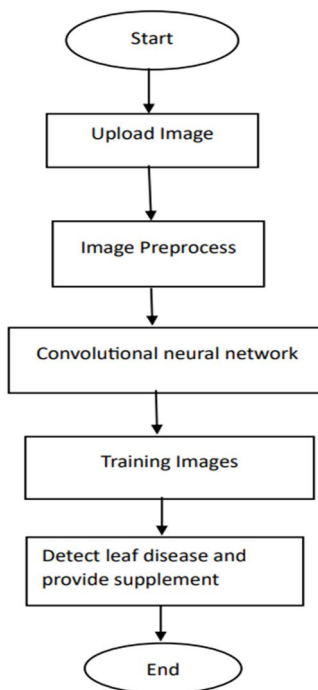 Start
Upload Image
Image Preprocess
Convolutional neural network
Training Images
Detect leaf disease and
provide supplement
End